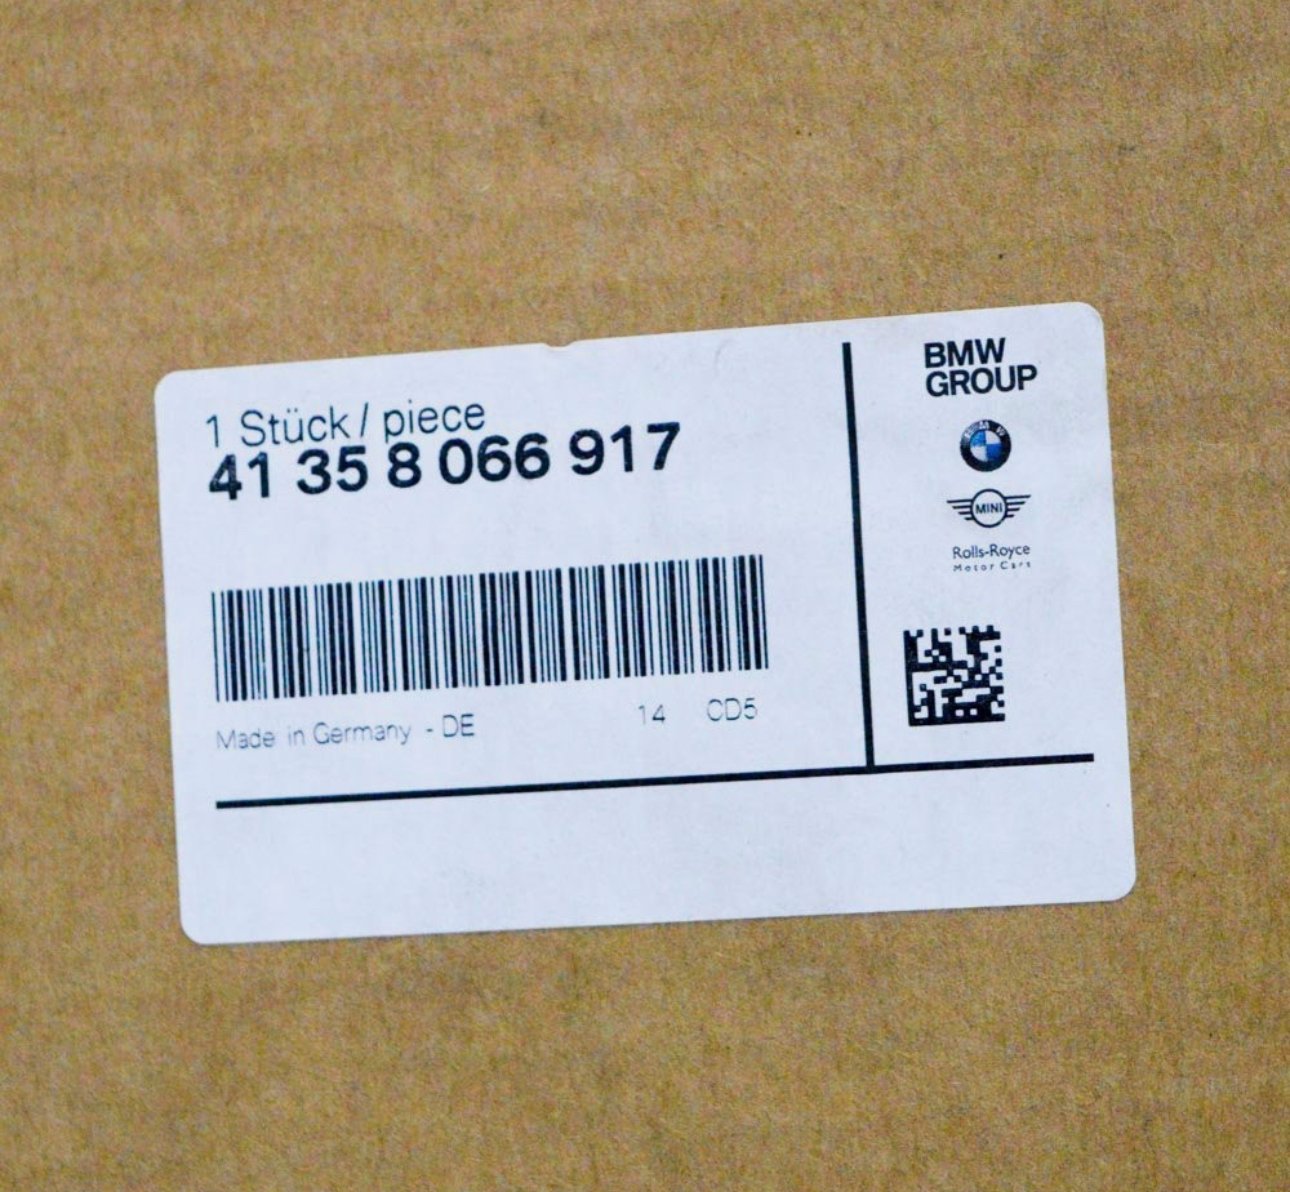 1 Stück / piece
41 35 8 066 917
Made in Germany - DE 14 CD5
BMW
GROUP
MINI
Rolls-Royce
Motor Cars